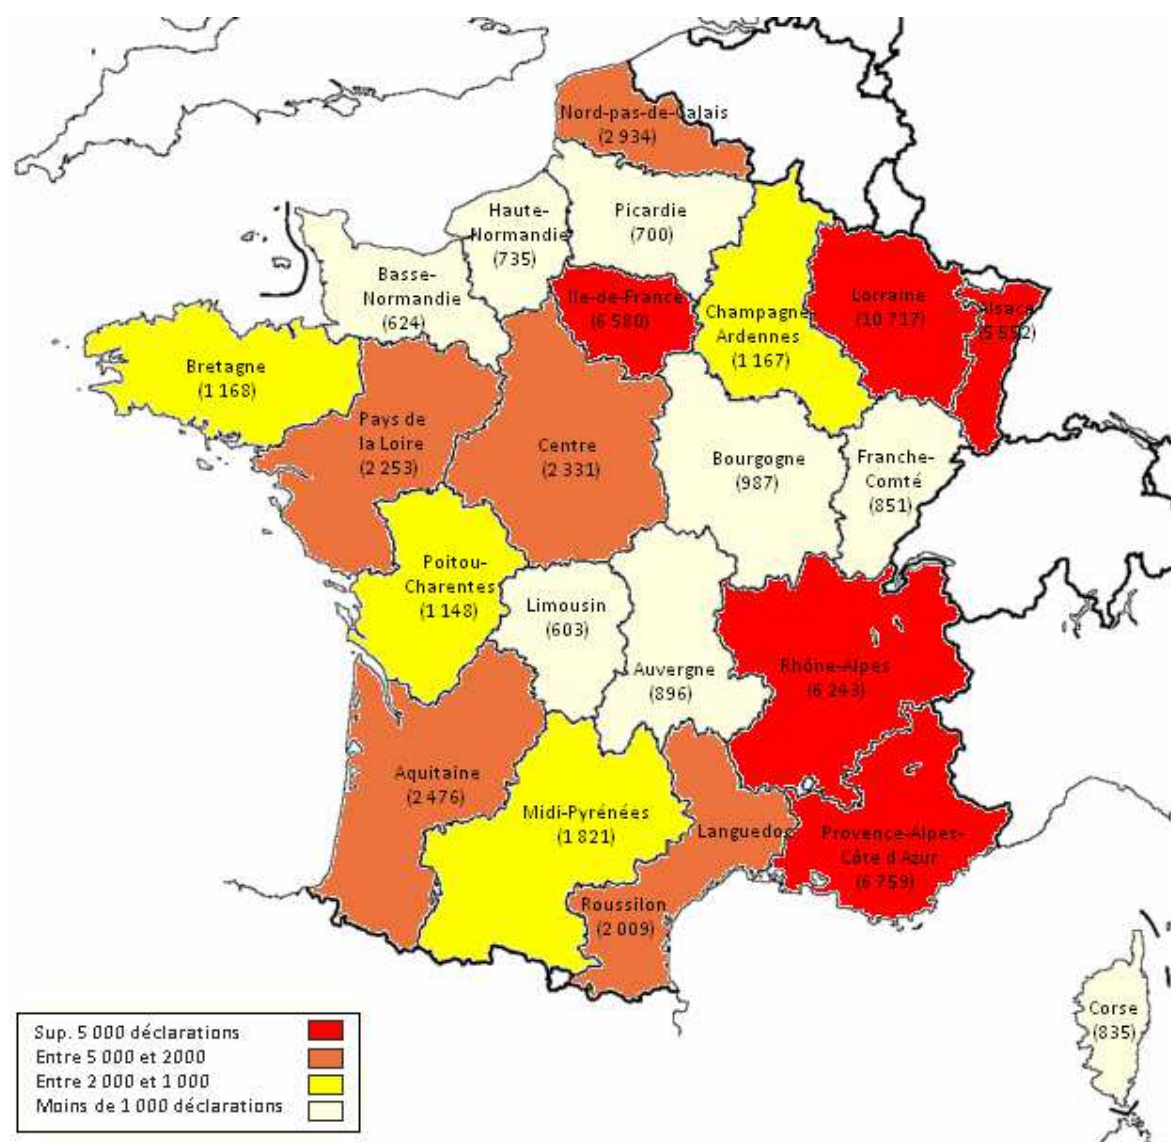 Nord-pas-de-Calais
(2 934)
Haute-
Normandie
(735)
Picardie
(700)
Basse-
Normandie
(624)
Ile-de-France
(6 580)
Champagne-
Ardennes
(1 167)
Lorraine
(10 717)
Alsace
(5 552)
Bretagne
(1 168)
Pays de
la Loire
(2 253)
Centre
(2 331)
Bourgogne
(987)
Franche-
Comté
(851)
Poitou-
Charentes
(1 148)
Limousin
(603)
Auvergne
(896)
Rhône-Alpes
(6 243)
Aquitaine
(2 476)
Midi-Pyrénées
(1 821)
Languedoc
Roussilon
(2 009)
Provence-Alpes-
Côte d'Azur
(6 759)
Corse
(835)
Sup. 5 000 déclarations
Entre 5 000 et 2000
Entre 2 000 et 1 000
Moins de 1 000 déclarations